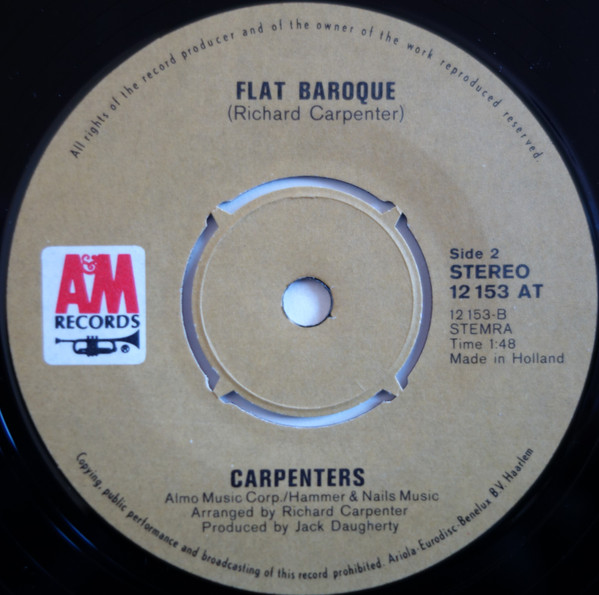 All rights of the record producer and of the owner of the work reproduced reserved.
FLAT BAROQUE
(Richard Carpenter)
A&M
RECORDS
®
Side 2
STEREO
12 153 AT
12 153-B
STEMRA
Time 1:48
Made in Holland
CARPENTERS
Almo Music Corp./Hammer & Nails Music
Arranged by Richard Carpenter
Produced by Jack Daugherty
Copying, public performance and broadcasting of this record prohibited. Ariola-Eurodisc-Benelux B.V. Haarlem